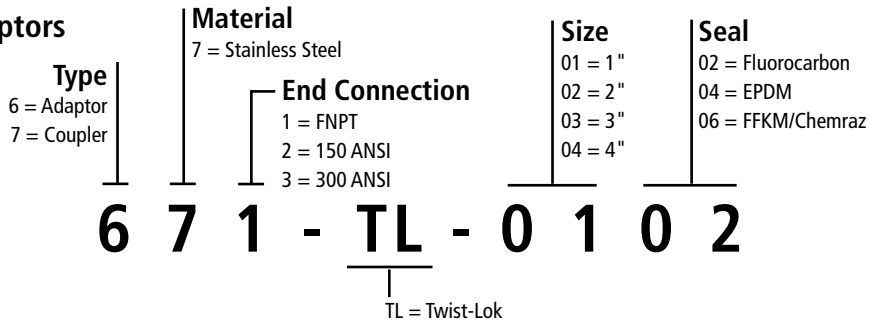 ptors
Material
7 = Stainless Steel
Type
6 = Adaptor
7 = Coupler
End Connection
1 = FNPT
2 = 150 ANSI
3 = 300 ANSI
Size
01 = 1"
02 = 2"
03 = 3"
04 = 4"
Seal
02 = Fluorocarbon
04 = EPDM
06 = FFKM/Chemraz
6 7 1 - TL - 0 1 0 2
TL = Twist-Lok